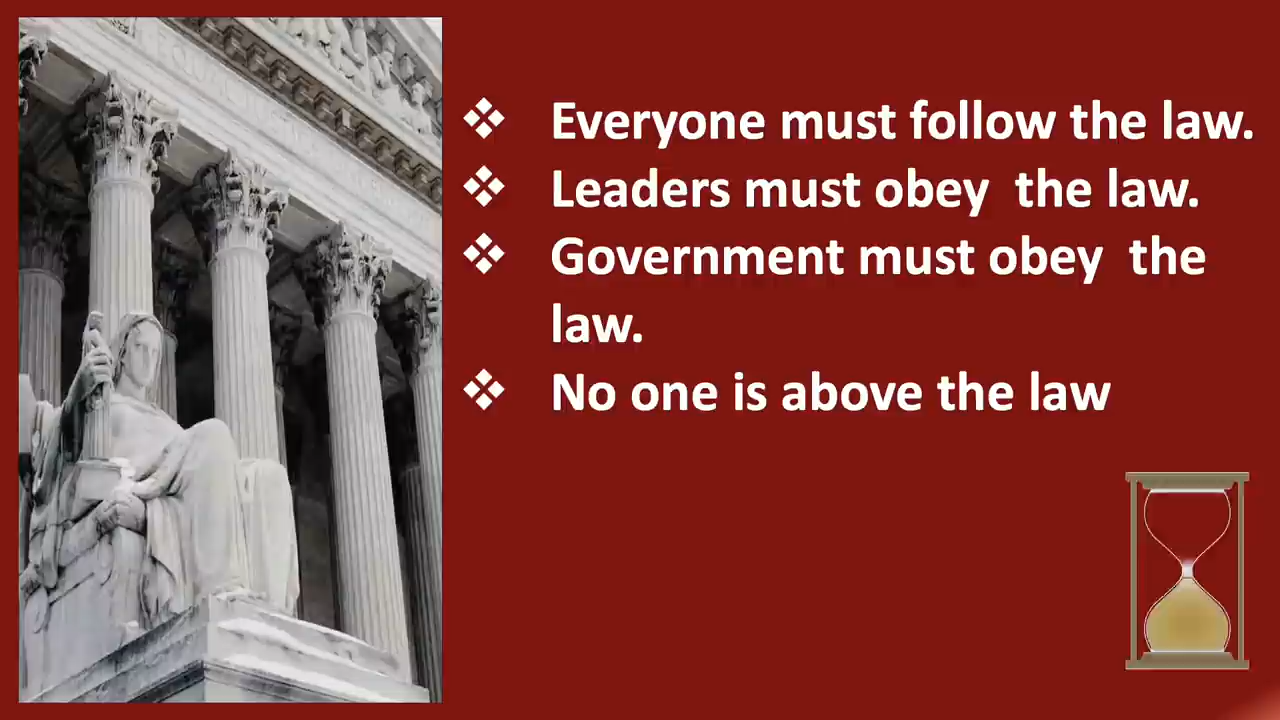 ❖ Everyone must follow the law.
❖ Leaders must obey  the law.
❖ Government must obey  the
law.
❖ No one is above the law